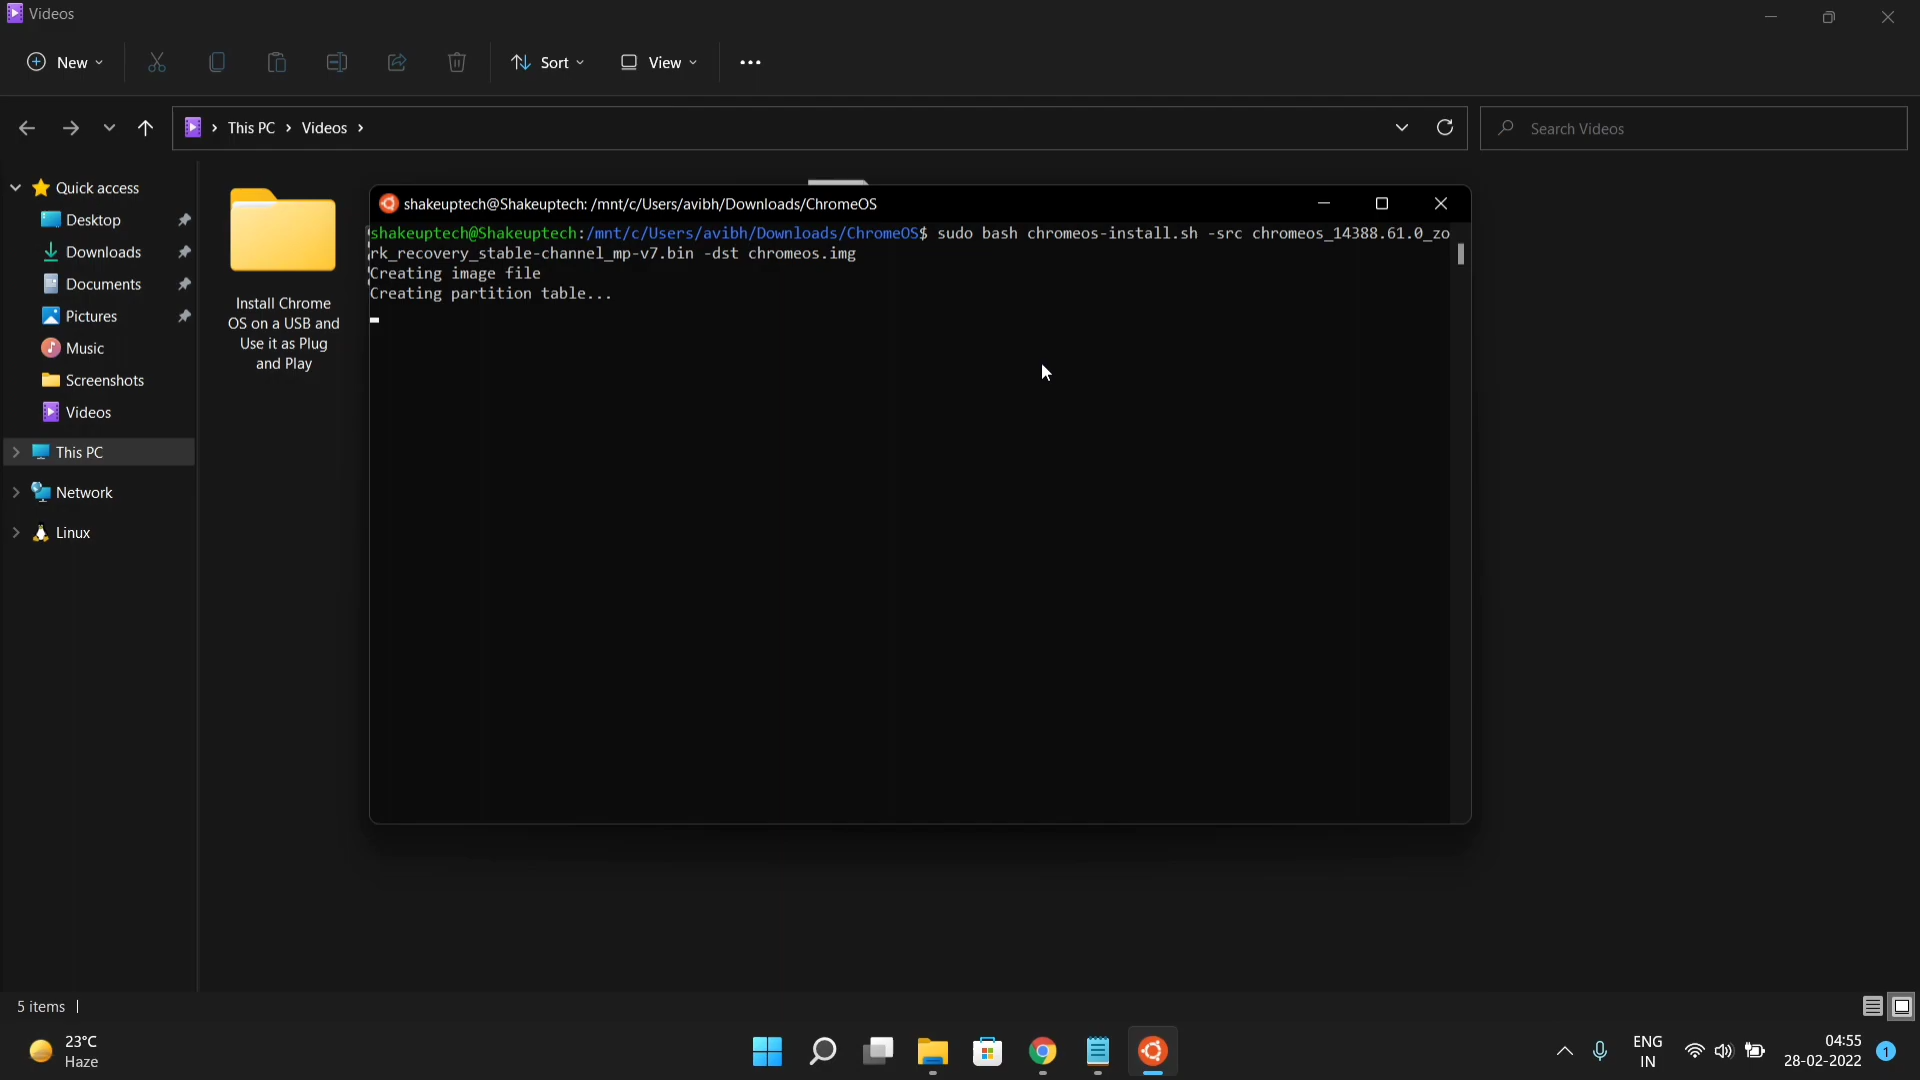 Videos
New
Sort
View
This PC
Videos
Search Videos
Quick access
Desktop
Downloads
Documents
Pictures
Music
Screenshots
Videos
This PC
Network
Linux
Install Chrome
OS on a USB and
Use it as Plug
and Play
shakeuptech@Shakeuptech: /mnt/c/Users/avibh/Downloads/ChromeOS
shakeuptech@Shakeuptech:/mnt/c/Users/avibh/Downloads/ChromeOS$ sudo bash chromeos-install.sh -src chromeos_14388.61.0_zo
rk_recovery_stable-channel_mp-v7.bin -dst chromeos.img
Creating image file
Creating partition table...
5 items
23°C
Haze
ENG
IN
04:55
28-02-2022
1